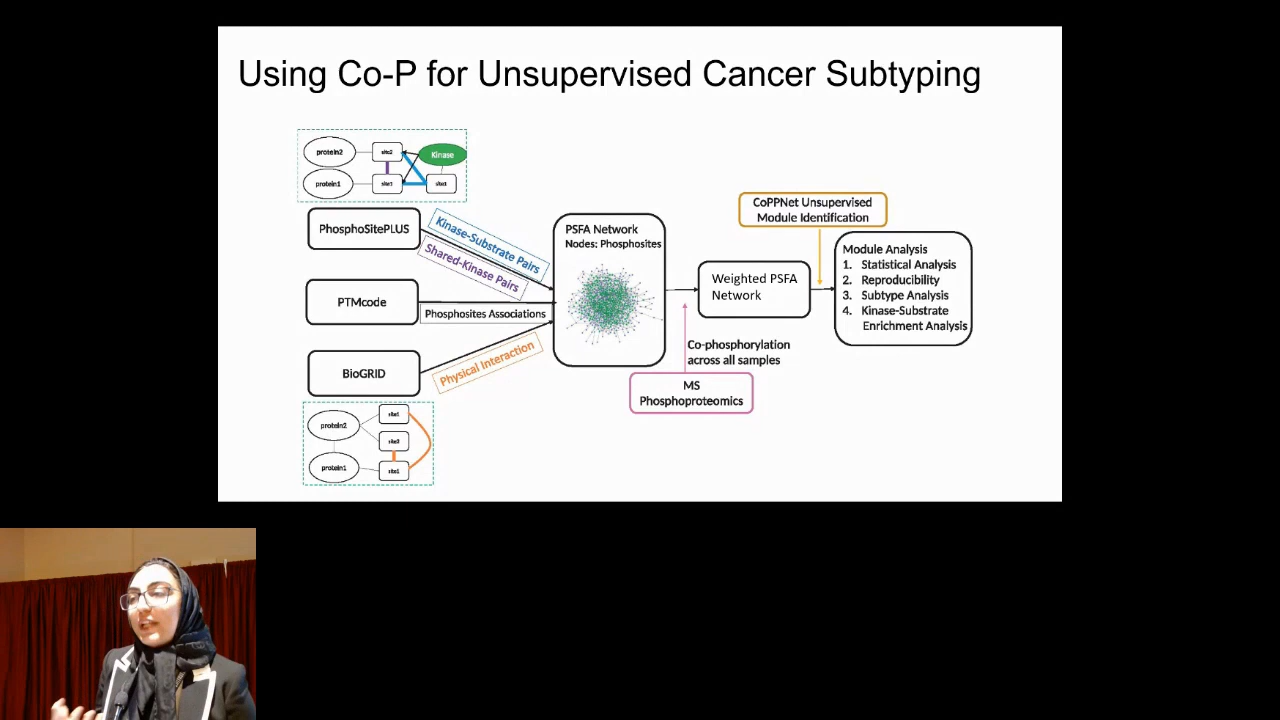 Using Co-P for Unsupervised Cancer Subtyping
protein2
site2
Kinase
protein1
site1
site3
PhosphoSitePLUS
Kinase-Substrate Pairs
Shared-Kinase Pairs
PTMcode
Phosphosites Associations
BioGRID
Physical Interaction
protein2
site1
site2
protein1
site1
PSFA Network
Nodes: Phosphosites
Weighted PSFA
Network
Co-phosphorylation
across all samples
MS
Phosphoproteomics
CoPPNet Unsupervised
Module Identification
Module Analysis
1. Statistical Analysis
2. Reproducibility
3. Subtype Analysis
4. Kinase-Substrate
Enrichment Analysis